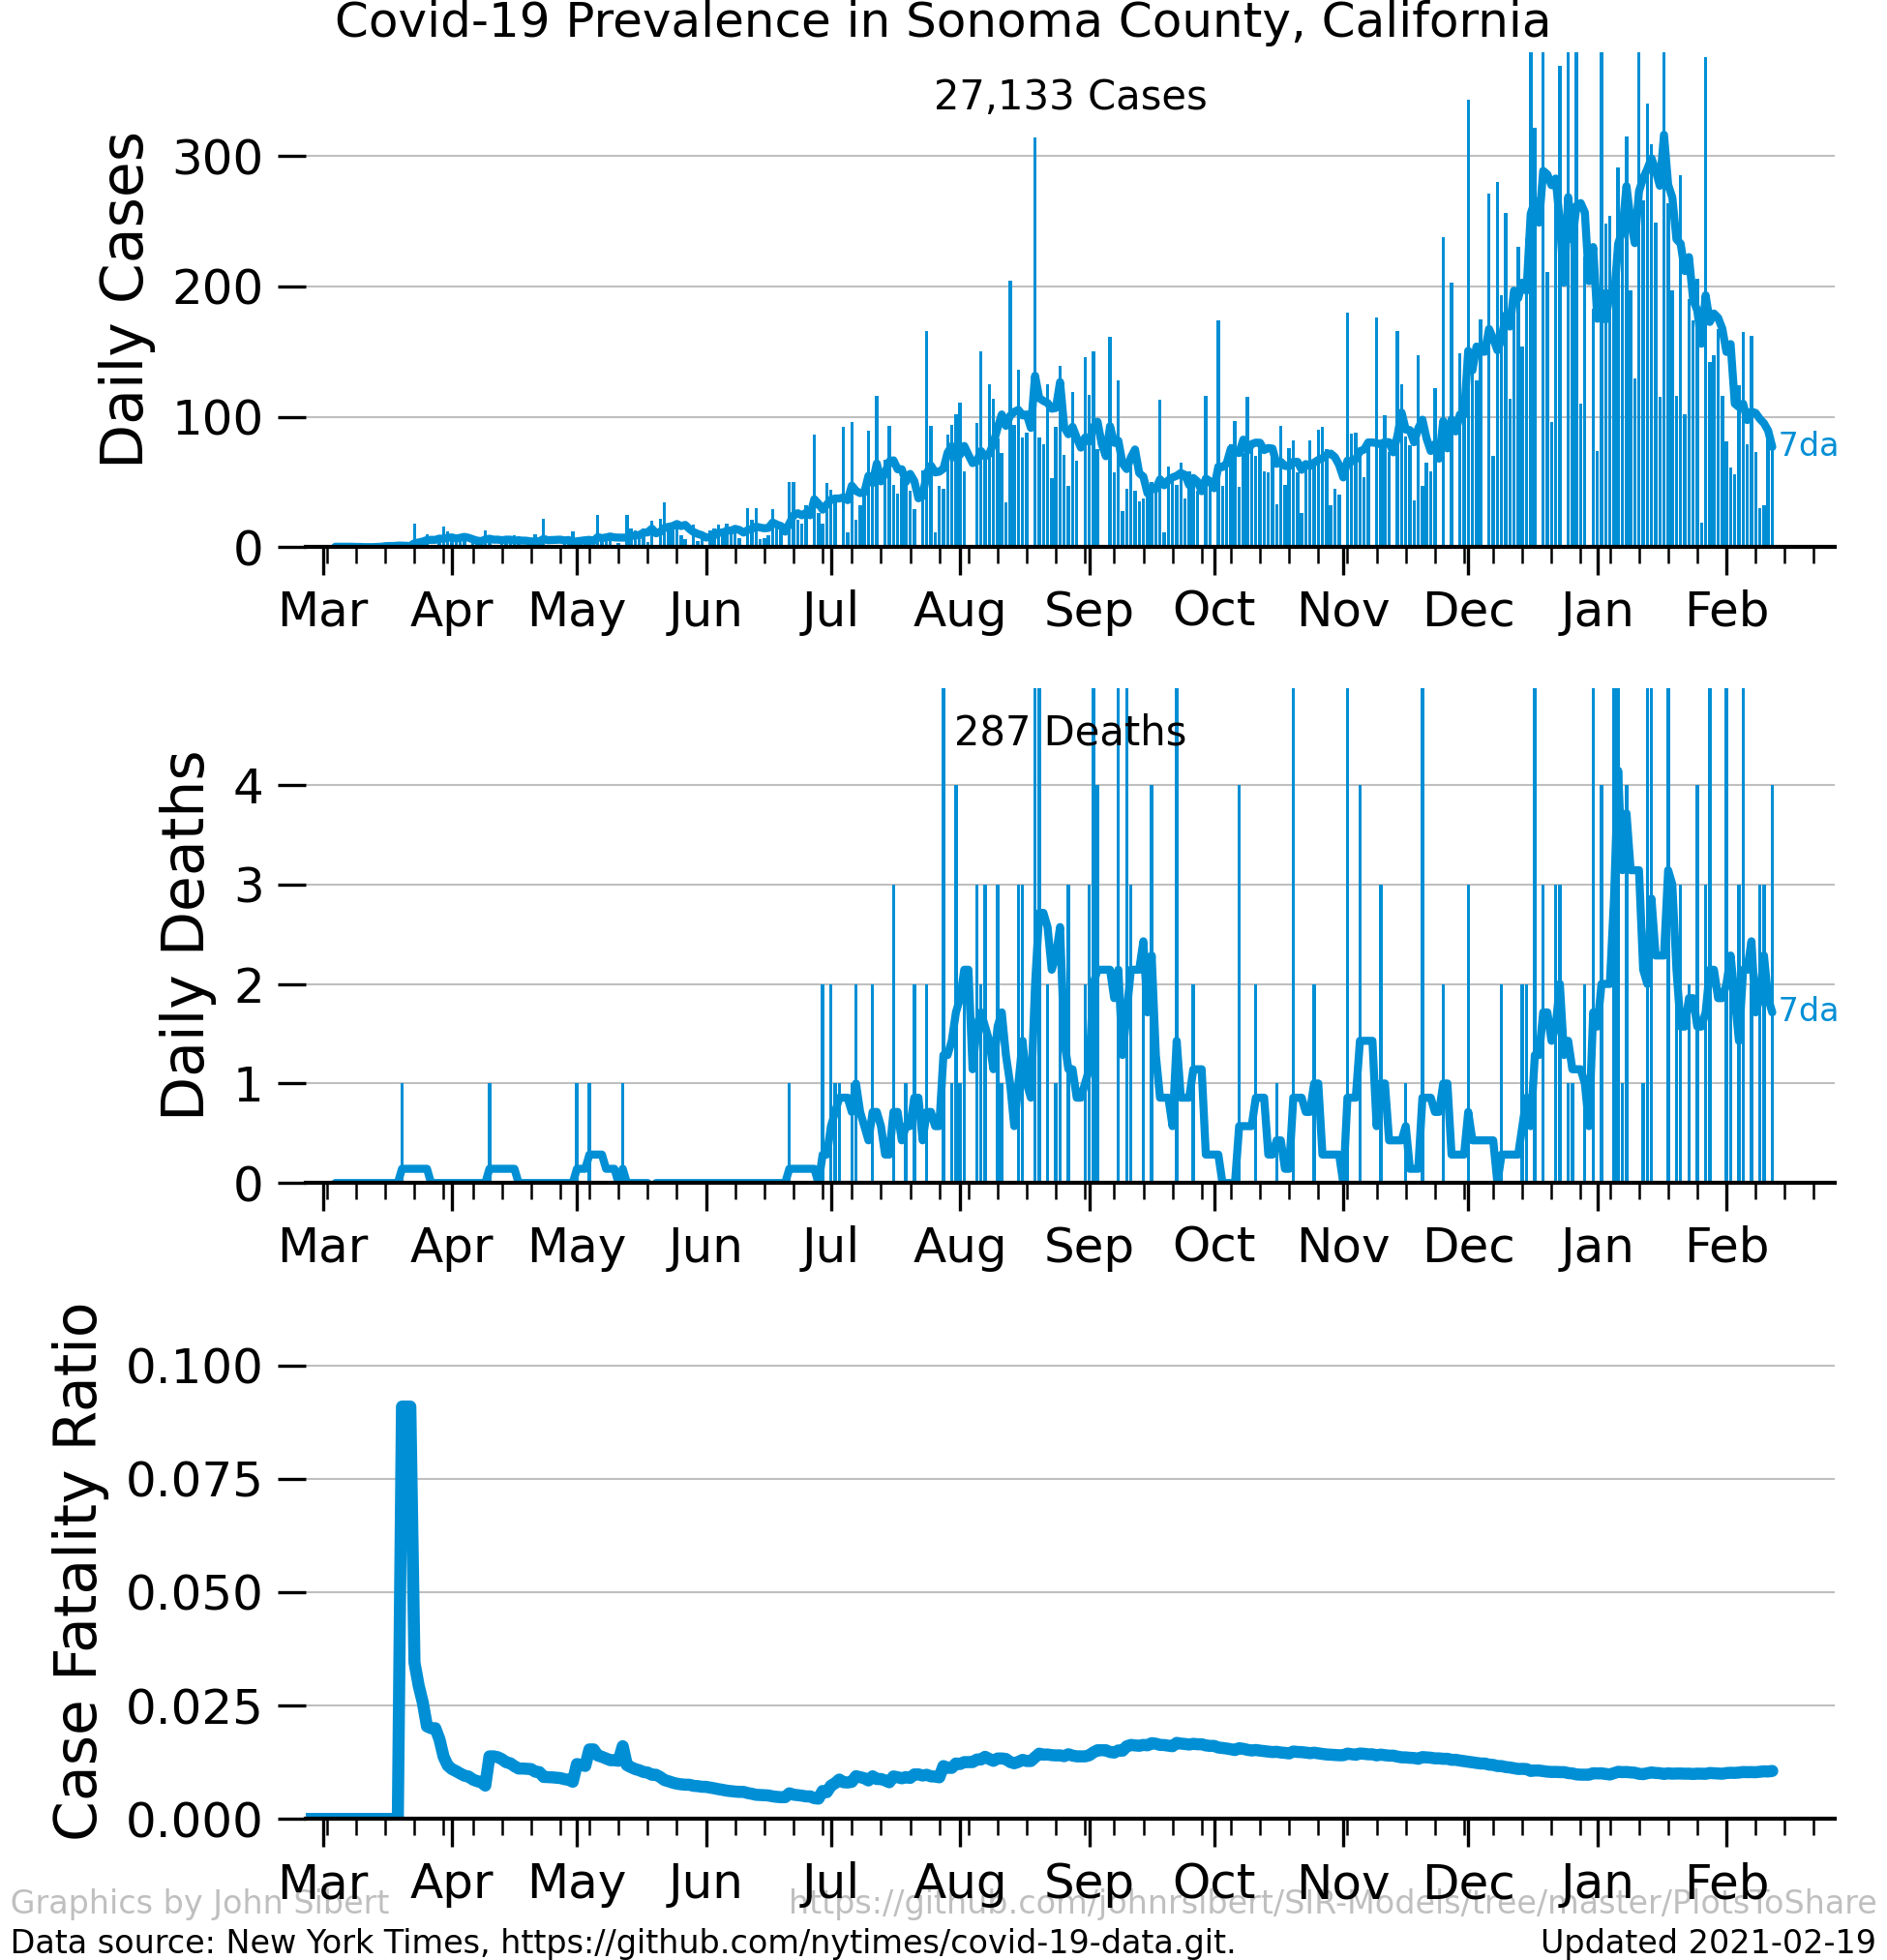 Covid-19 Prevalence in Sonoma County, California
27,133 Cases
Daily Cases
300
200
100
0
7da
Mar Apr May Jun Jul Aug Sep Oct Nov Dec Jan Feb
287 Deaths
Daily Deaths
4
3
2
1
0
7da
Mar Apr May Jun Jul Aug Sep Oct Nov Dec Jan Feb
Case Fatality Ratio
0.100
0.075
0.050
0.025
0.000
Mar Apr May Jun Jul Aug Sep Oct Nov Dec Jan Feb
Graphics by John Sibert https://github.com/johnrsibert/SIR-Models/tree/master/PlotsToShare
Data source: New York Times, https://github.com/nytimes/covid-19-data.git. Updated 2021-02-19